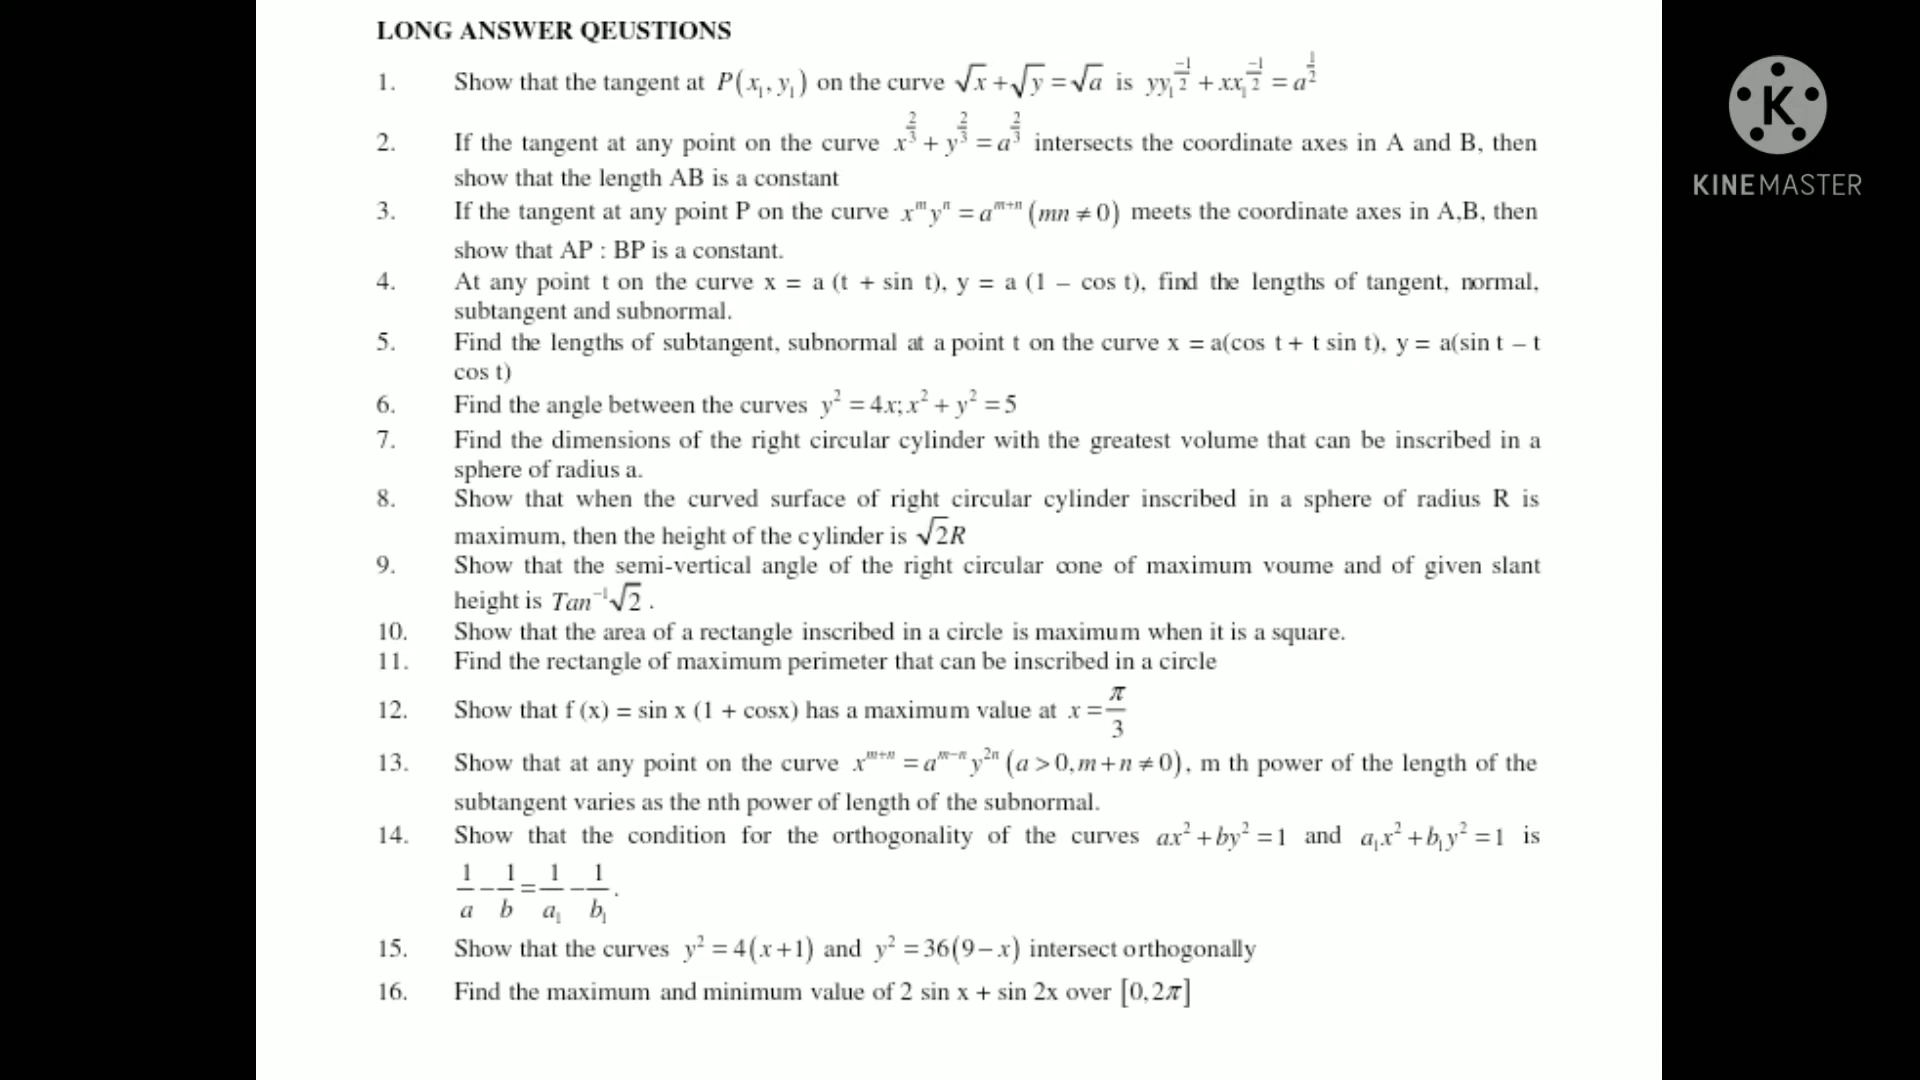 LONG ANSWER QEUSTIONS
1. Show that the tangent at P(x₁, y₁) on the curve √x + √y = √a is yy₁^(-1/2) + xx₁^(-1/2) = a^(1/2)
2. If the tangent at any point on the curve x^(2/3) + y^(2/3) = a^(2/3) intersects the coordinate axes in A and B, then
show that the length AB is a constant
3. If the tangent at any point P on the curve x^m y^n = a^(m+n) (mn ≠ 0) meets the coordinate axes in A,B, then
show that AP : BP is a constant.
4. At any point t on the curve x = a (t + sin t), y = a (1 – cos t), find the lengths of tangent, normal,
subtangent and subnormal.
5. Find the lengths of subtangent, subnormal at a point t on the curve x = a(cos t + t sin t), y = a(sin t – t
cos t)
6. Find the angle between the curves y² = 4x; x² + y² = 5
7. Find the dimensions of the right circular cylinder with the greatest volume that can be inscribed in a
sphere of radius a.
8. Show that when the curved surface of right circular cylinder inscribed in a sphere of radius R is
maximum, then the height of the cylinder is √2R
9. Show that the semi-vertical angle of the right circular cone of maximum voume and of given slant
height is Tan⁻¹√2 .
10. Show that the area of a rectangle inscribed in a circle is maximum when it is a square.
11. Find the rectangle of maximum perimeter that can be inscribed in a circle
12. Show that f (x) = sin x (1 + cosx) has a maximum value at x = π/3
13. Show that at any point on the curve x^(m+n) = a^(m−n) y^(2n) (a > 0, m + n ≠ 0), m th power of the length of the
subtangent varies as the nth power of length of the subnormal.
14. Show that the condition for the orthogonality of the curves ax² + by² = 1 and a₁x² + b₁y² = 1 is
1/a − 1/b = 1/a₁ − 1/b₁.
15. Show that the curves y² = 4(x+1) and y² = 36(9−x) intersect orthogonally
16. Find the maximum and minimum value of 2 sin x + sin 2x over [0, 2π]
K
KINEMASTER